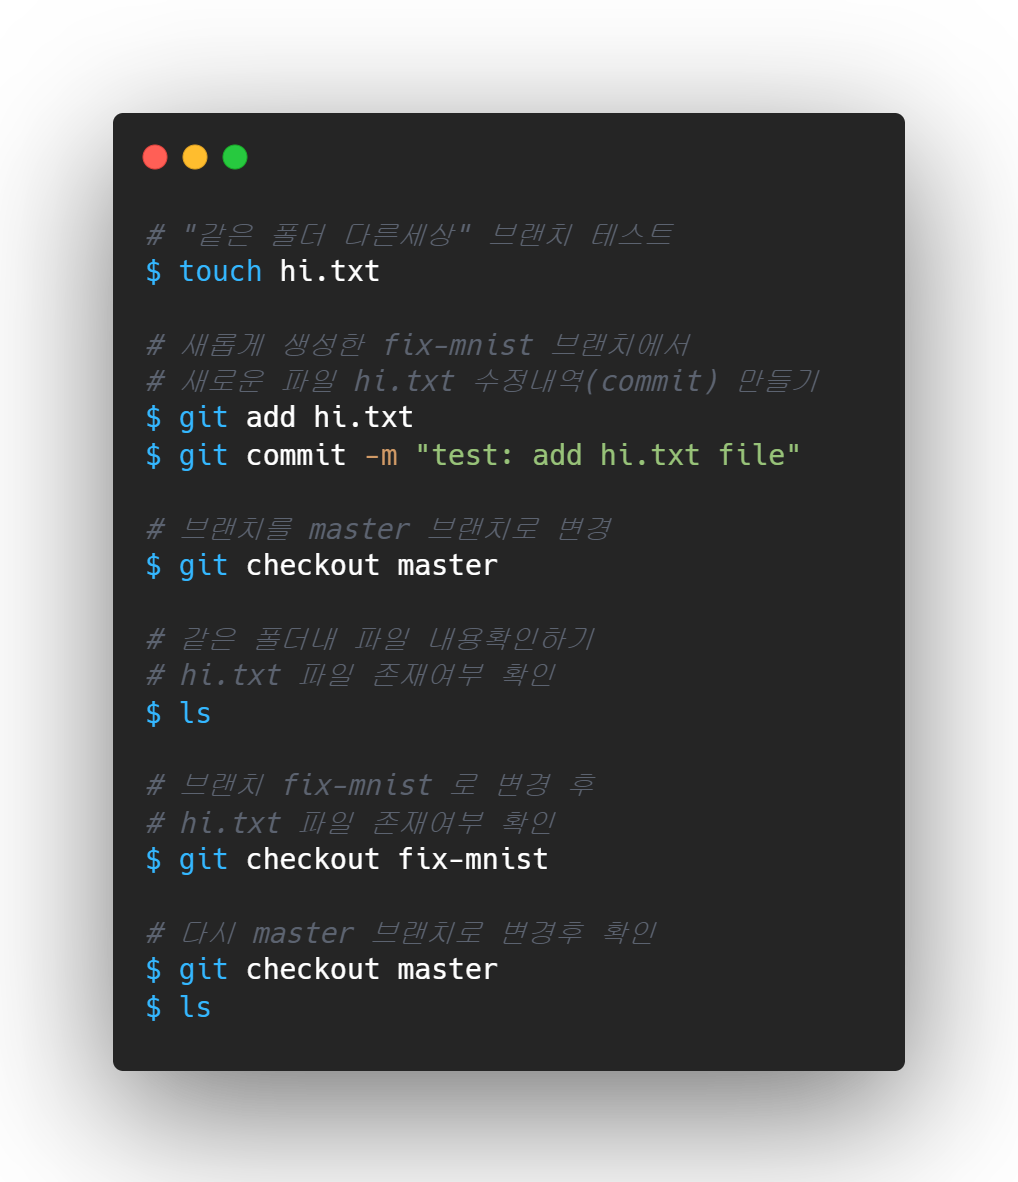 # "같은 폴더 다른세상" 브랜치 테스트
$ touch hi.txt
# 새롭게 생성한 fix-mnist 브랜치에서
# 새로운 파일 hi.txt 수정내역(commit) 만들기
$ git add hi.txt
$ git commit -m "test: add hi.txt file"
# 브랜치를 master 브랜치로 변경
$ git checkout master
# 같은 폴더내 파일 내용확인하기
# hi.txt 파일 존재여부 확인
$ ls
# 브랜치 fix-mnist 로 변경 후
# hi.txt 파일 존재여부 확인
$ git checkout fix-mnist
# 다시 master 브랜치로 변경후 확인
$ git checkout master
$ ls